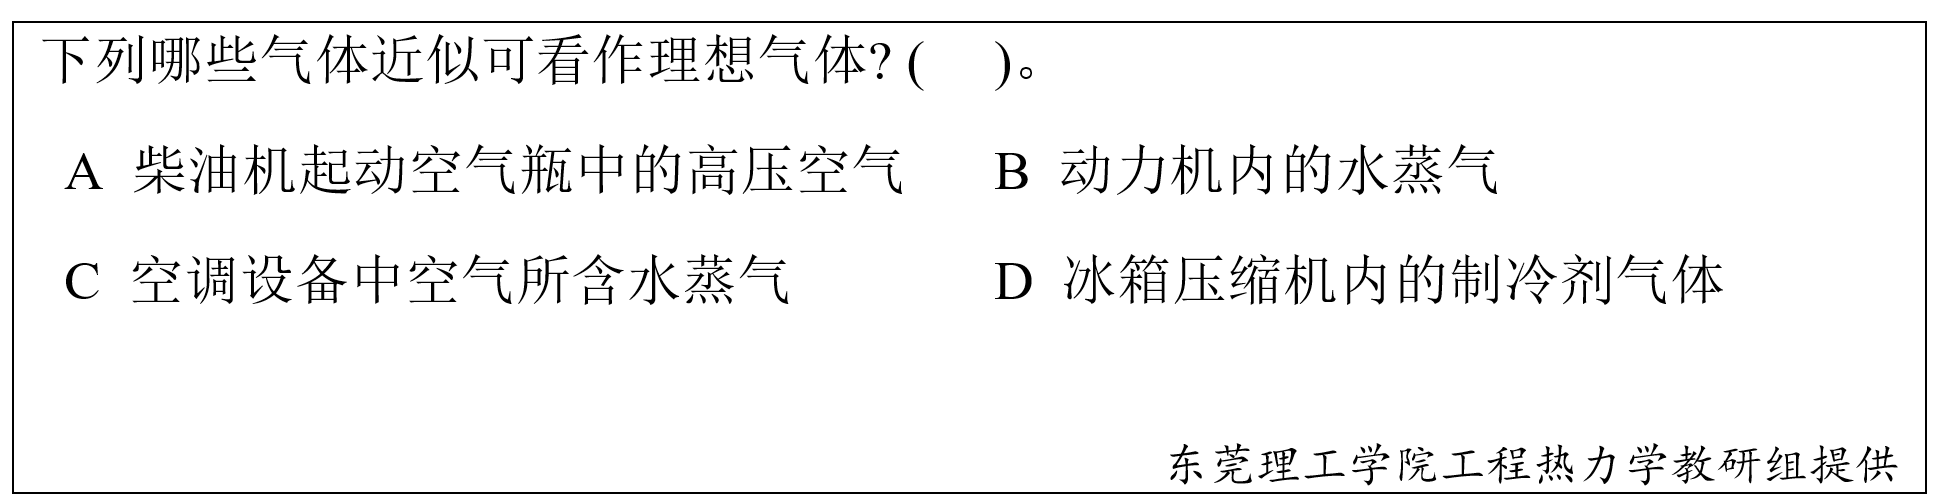 下列哪些气体近似可看作理想气体? (    )。
A 柴油机起动空气瓶中的高压空气    B 动力机内的水蒸气
C 空调设备中空气所含水蒸气    D 冰箱压缩机内的制冷剂气体
东莞理工学院工程热力学教研组提供